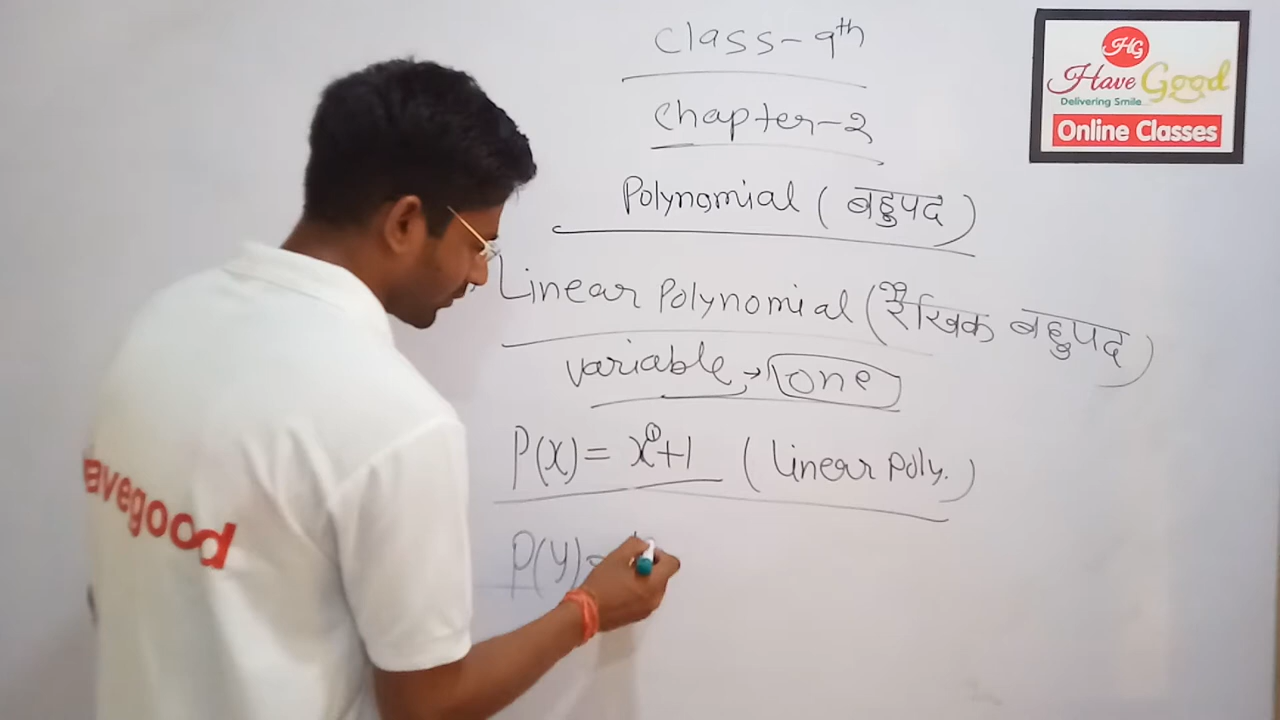 Class-9th
Chapter-2
Polynomial (बहुपद)
Linear Polynomial (रैखिक बहुपद)
variable → one
P(x) = x¹+1 (Linear Poly.)
P(y)=
HG
Have Good
Delivering Smile...
Online Classes
avegood